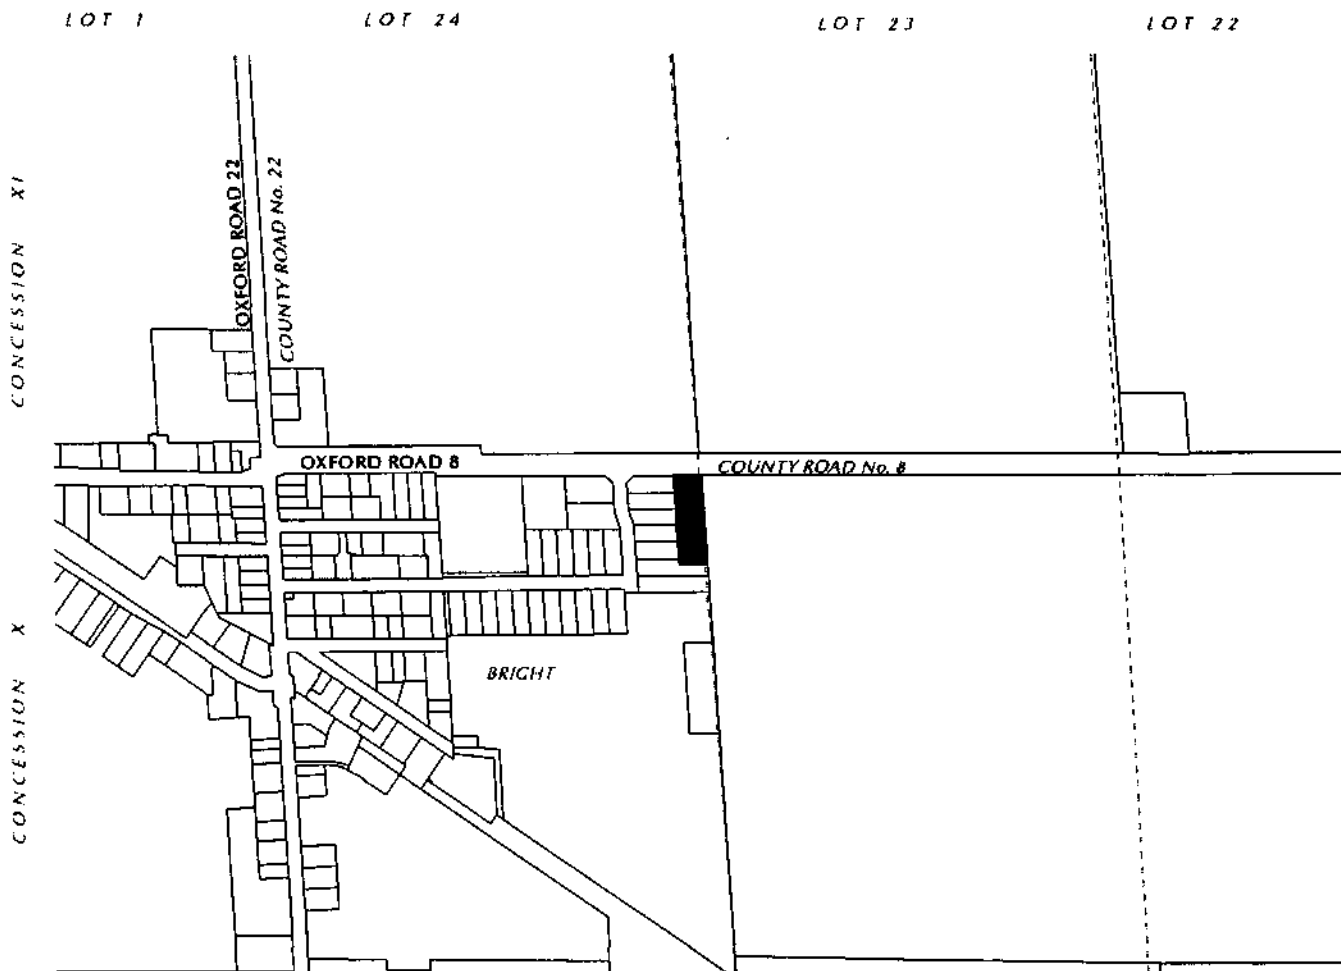 LOT 1
LOT 24
LOT 23
LOT 22
CONCESSION XI
OXFORD ROAD 22
COUNTY ROAD No. 22
OXFORD ROAD 8
COUNTY ROAD No. 8
CONCESSION X
BRIGHT